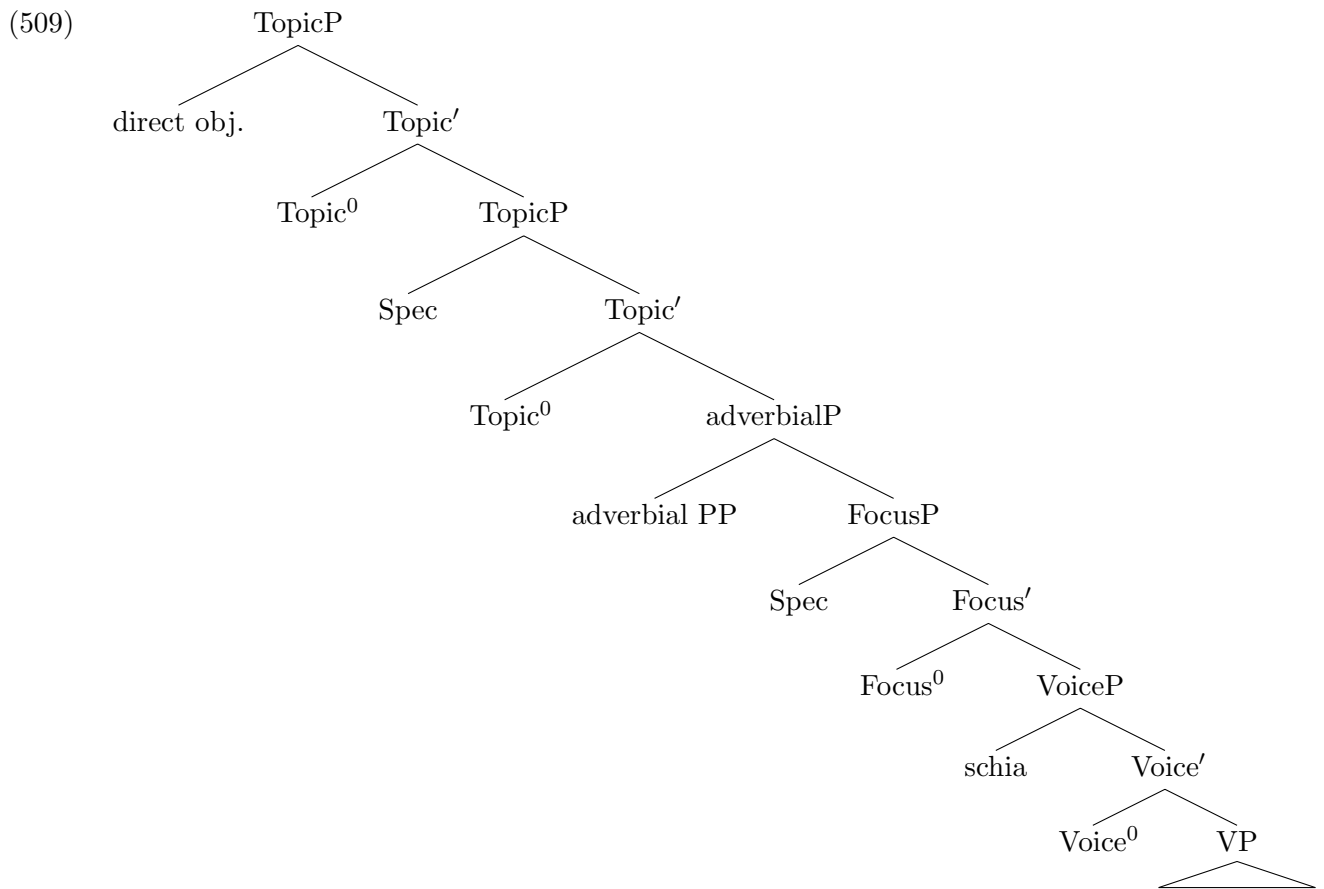 (509) TopicP
direct obj. Topic′
Topic⁰ TopicP
Spec Topic′
Topic⁰ adverbialP
adverbial PP FocusP
Spec Focus′
Focus⁰ VoiceP
schia Voice′
Voice⁰ VP